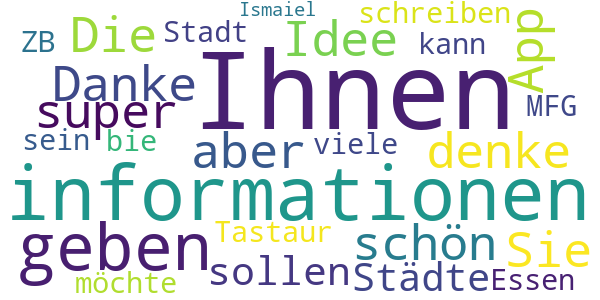 Ismaiel
schreiben
ZB Die Stadt Idee kann App
Danke Ihnen MFG
super
sein bie aber viele denke
informationen
geben Tastaur schön Sie
möchte sollen Städte Essen